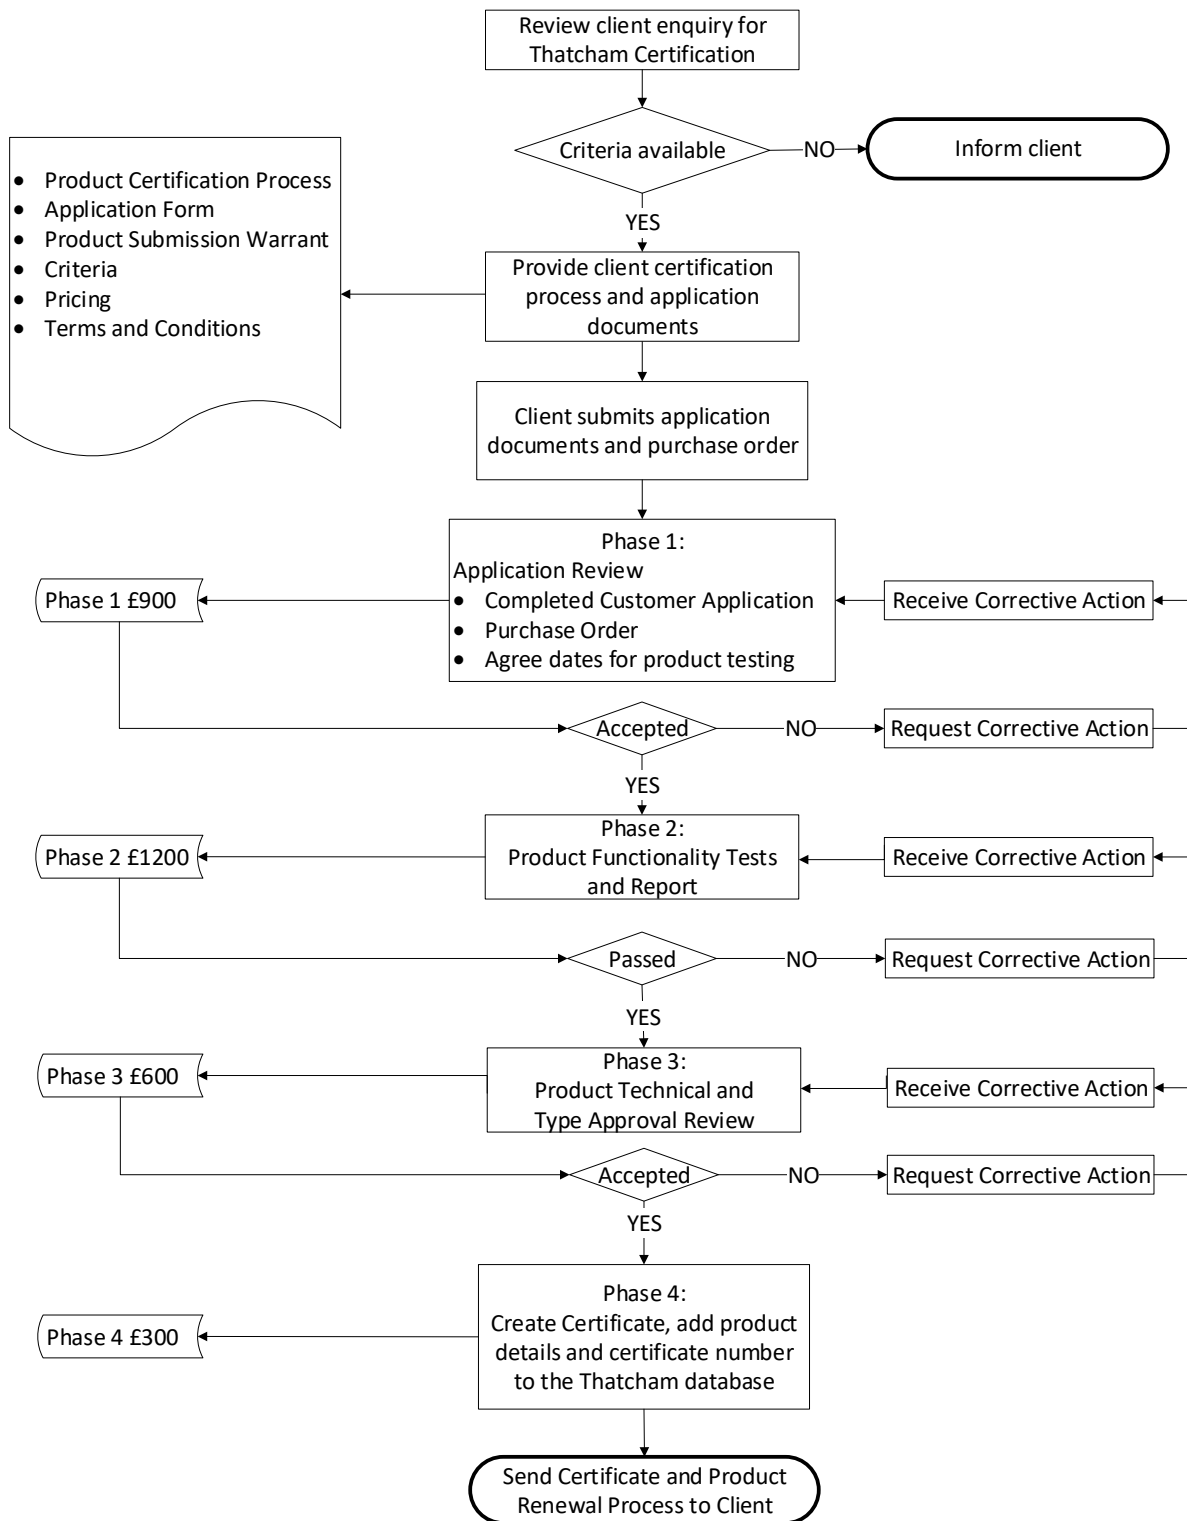 Review client enquiry for
Thatcham Certification
Criteria available
NO
Inform client
YES
• Product Certification Process
• Application Form
• Product Submission Warrant
• Criteria
• Pricing
• Terms and Conditions
Provide client certification
process and application
documents
Client submits application
documents and purchase order
Phase 1:
Application Review
• Completed Customer Application
• Purchase Order
• Agree dates for product testing
Phase 1 £900
Receive Corrective Action
Accepted
NO
Request Corrective Action
YES
Phase 2:
Product Functionality Tests
and Report
Phase 2 £1200
Receive Corrective Action
Passed
NO
Request Corrective Action
YES
Phase 3:
Product Technical and
Type Approval Review
Phase 3 £600
Receive Corrective Action
Accepted
NO
Request Corrective Action
YES
Phase 4:
Create Certificate, add product
details and certificate number
to the Thatcham database
Phase 4 £300
Send Certificate and Product
Renewal Process to Client